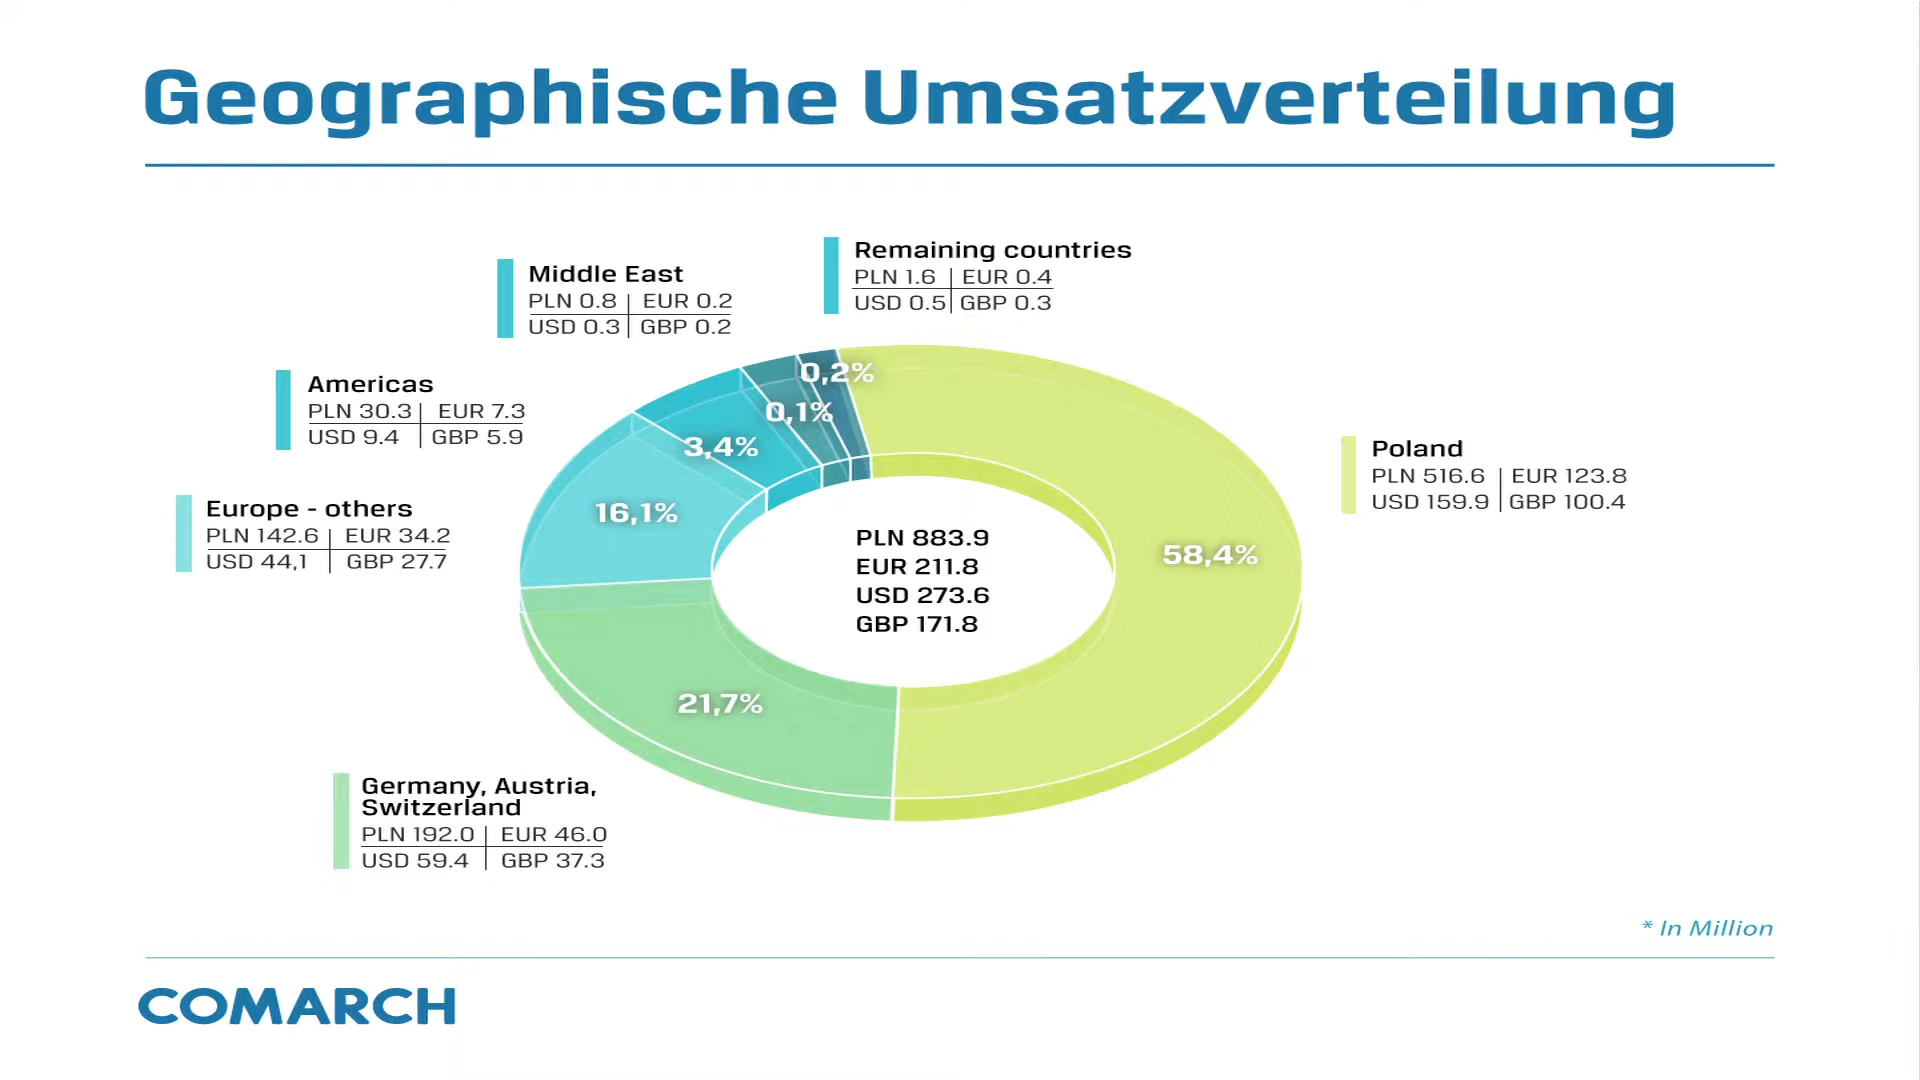 Geographische Umsatzverteilung
Remaining countries
PLN 1.6 EUR 0.4
USD 0.5 GBP 0.3
Middle East
PLN 0.8 EUR 0.2
USD 0.3 GBP 0.2
0,2%
Americas
PLN 30.3 EUR 7.3
USD 9.4 GBP 5.9
0,1%
3,4%
Poland
PLN 516.6 EUR 123.8
USD 159.9 GBP 100.4
Europe - others
PLN 142.6 EUR 34.2
USD 44,1 GBP 27.7
16,1%
58,4%
PLN 883.9
EUR 211.8
USD 273.6
GBP 171.8
21,7%
Germany, Austria,
Switzerland
PLN 192.0 EUR 46.0
USD 59.4 GBP 37.3
* In Million
COMARCH